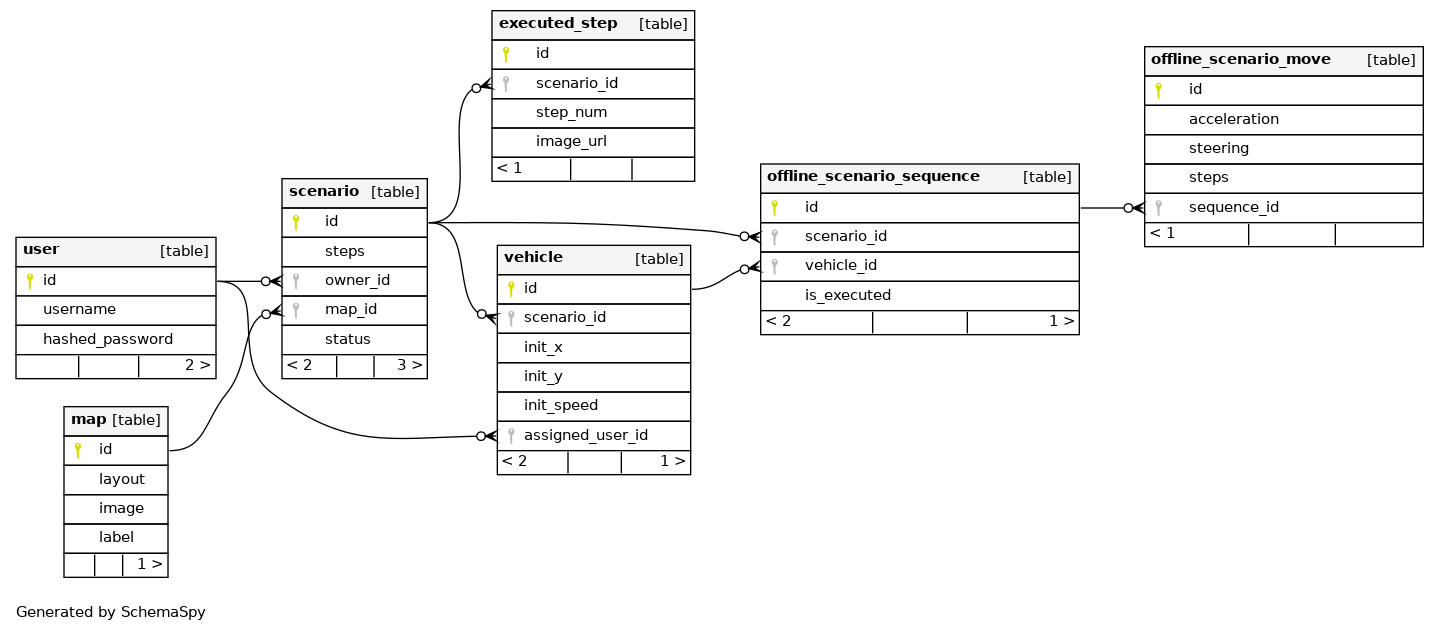 executed_step [table]
id
scenario_id
step_num
image_url
< 1
offline_scenario_move [table]
id
acceleration
steering
steps
sequence_id
< 1
offline_scenario_sequence [table]
id
scenario_id
vehicle_id
is_executed
< 2 1 >
scenario [table]
id
steps
owner_id
map_id
status
< 2 3 >
user [table]
id
username
hashed_password
2 >
vehicle [table]
id
scenario_id
init_x
init_y
init_speed
assigned_user_id
< 2 1 >
map [table]
id
layout
image
label
1 >
Generated by SchemaSpy